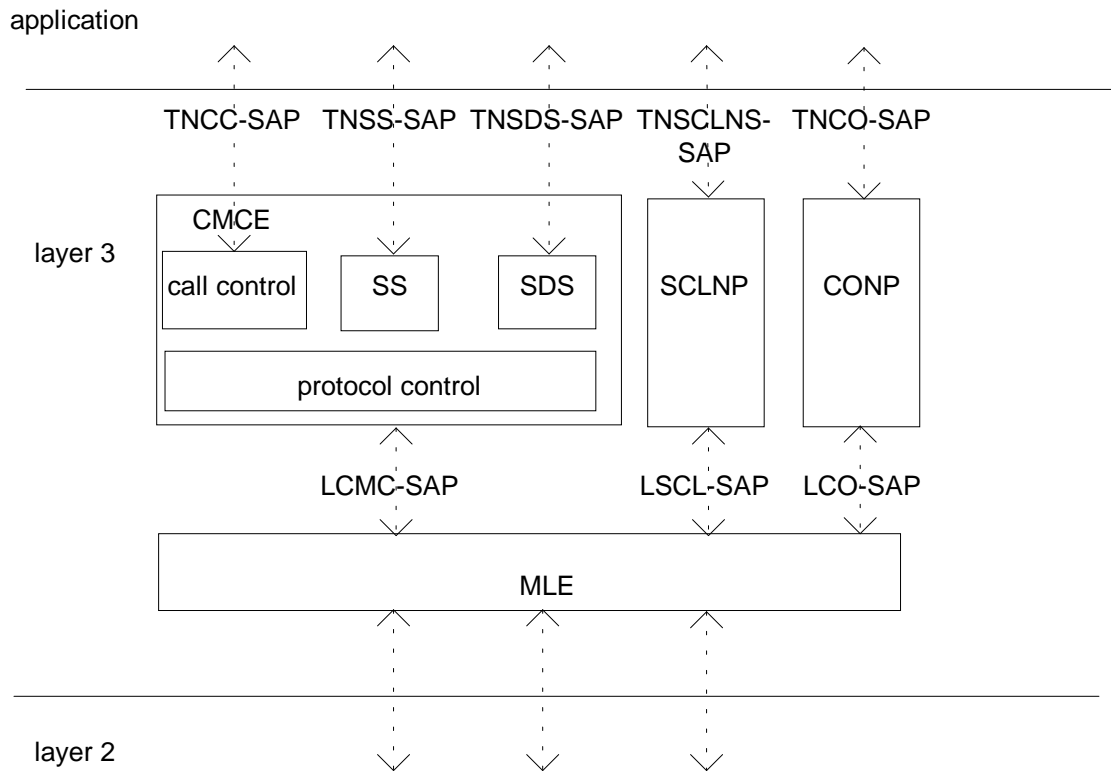 application
TNCC-SAP
TNSS-SAP
TNSDS-SAP
TNSCLNS-
SAP
TNCO-SAP
CMCE
layer 3
call control
SS
SDS
SCLNP
CONP
protocol control
LCMC-SAP
LSCL-SAP
LCO-SAP
MLE
layer 2